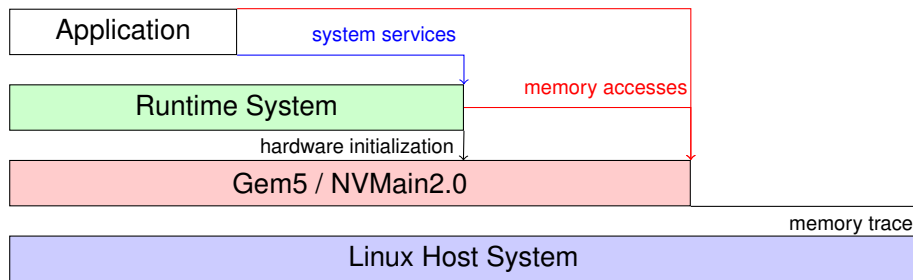 Application
system services
Runtime System
memory accesses
hardware initialization
Gem5 / NVMain2.0
memory trace
Linux Host System